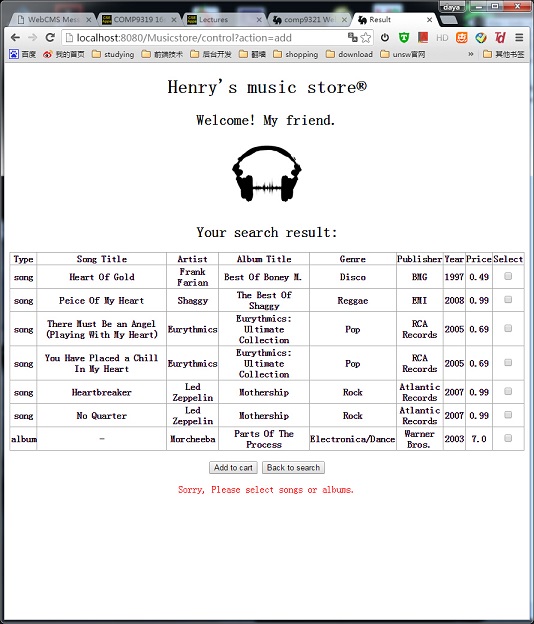 daya
WebCMS Messa
COMP9319 16s
Lectures
comp9321 We
Result
localhost:8080/Musicstore/control?action=add
HD
百度 我的首页 studying 前端技术 后台开发 翻墙 shopping download unsw » 其他书签
Henry's music store®
Welcome! My friend.
Your search result:
Type Song Title Artist Album Title Genre Publisher Year Price Select
song Heart Of Gold Frank Farian Best Of Boney M. Disco BMG 1997 0.49
song Peice Of My Heart Shaggy The Best Of Shaggy Reggae EMI 2008 0.99
song There Must Be an Angel (Playing With My Heart) Eurythmics Eurythmics: Ultimate Collection Pop RCA Records 2005 0.69
song You Have Placed a Chill In My Heart Eurythmics Eurythmics: Ultimate Collection Pop RCA Records 2005 0.69
song Heartbreaker Led Zeppelin Mothership Rock Atlantic Records 2007 0.99
song No Quarter Led Zeppelin Mothership Rock Atlantic Records 2007 0.99
album - Morcheeba Parts Of The Process Electronica/Dance Warner Bros. 2003 7.0
Add to cart Back to search
Sorry, Please select songs or albums.